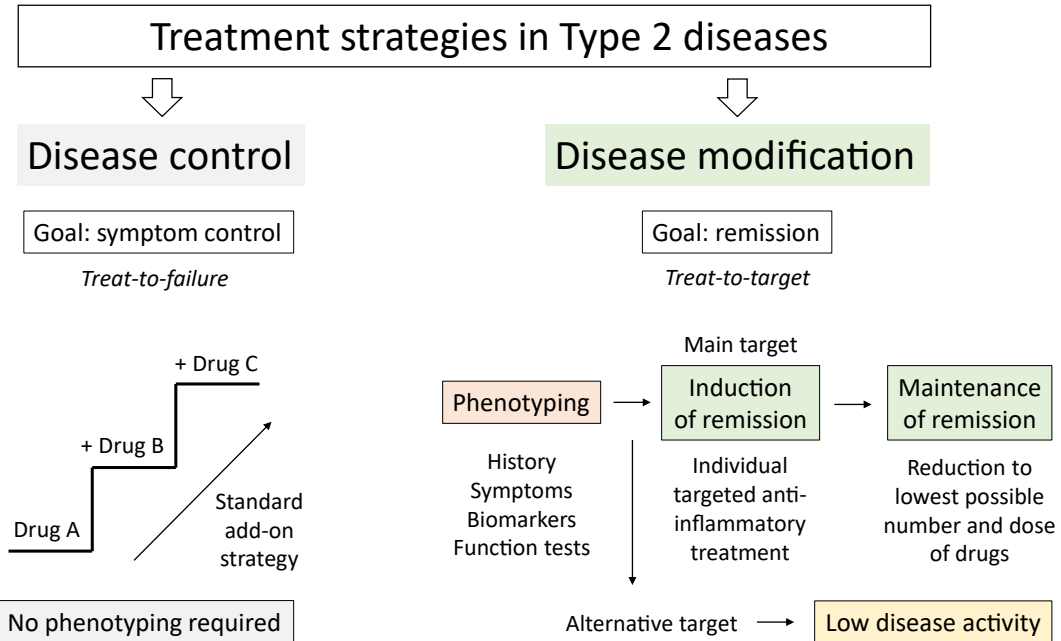 Treatment strategies in Type 2 diseases
Disease control
Goal: symptom control
Treat-to-failure
+ Drug C
+ Drug B
Drug A
Standard
add-on
strategy
No phenotyping required
Disease modification
Goal: remission
Treat-to-target
Phenotyping
History
Symptoms
Biomarkers
Function tests
Main target
Induction
of remission
Individual
targeted anti-
inflammatory
treatment
Maintenance
of remission
Reduction to
lowest possible
number and dose
of drugs
Alternative target
Low disease activity